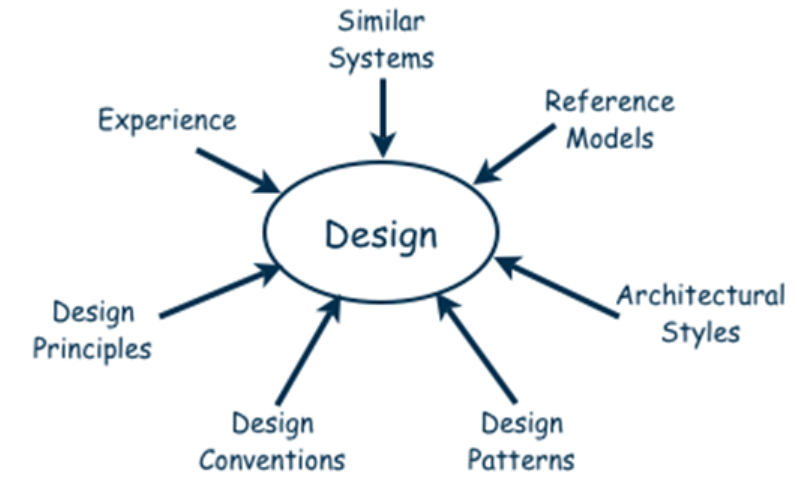 Similar
Systems
Experience
Reference
Models
Design
Design
Principles
Architectural
Styles
Design
Conventions
Design
Patterns